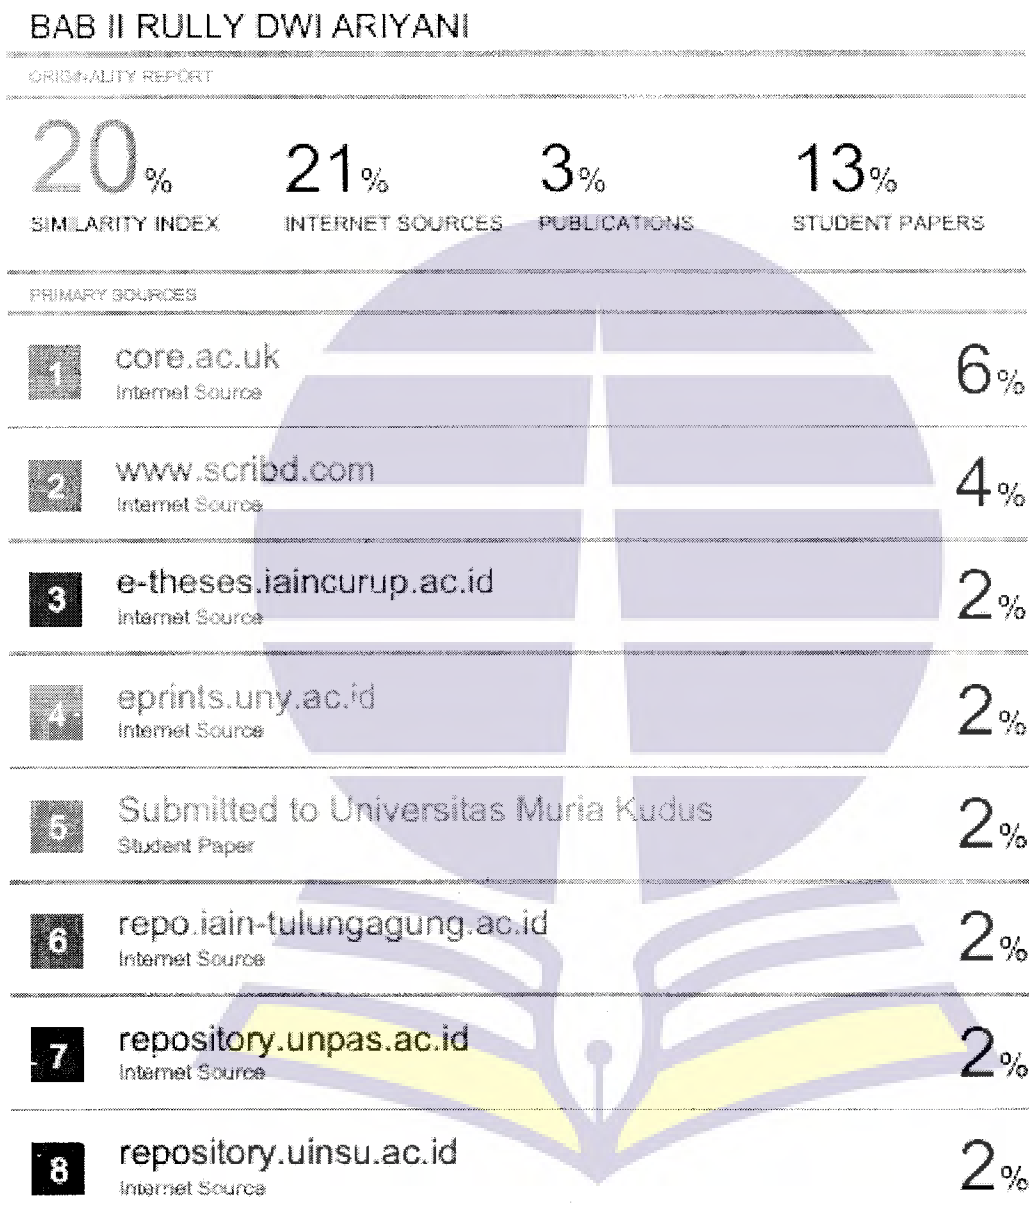 BAB II RULLY DWI ARIYANI
ORIGINALITY REPORT
20% 21% 3% 13%
SIMILARITY INDEX INTERNET SOURCES PUBLICATIONS STUDENT PAPERS
PRIMARY SOURCES
1 core.ac.uk 6%
Internet Source
2 www.scribd.com 4%
Internet Source
3 e-theses.iaincurup.ac.id 2%
Internet Source
4 eprints.uny.ac.id 2%
Internet Source
5 Submitted to Universitas Muria Kudus 2%
Student Paper
6 repo.iain-tulungagung.ac.id 2%
Internet Source
7 repository.unpas.ac.id 2%
Internet Source
8 repository.uinsu.ac.id 2%
Internet Source